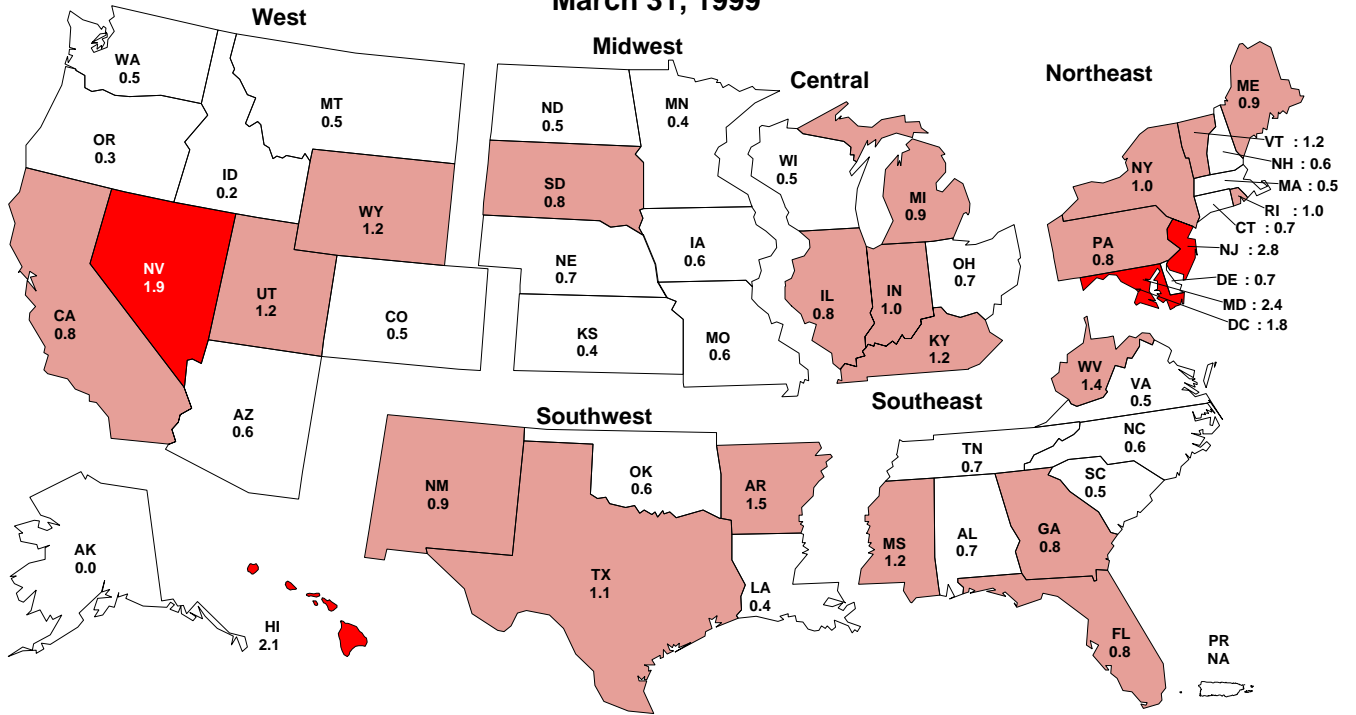 March 31, 1999
West
WA
0.5
OR
0.3
MT
0.5
ID
0.2
WY
1.2
NV
1.9
UT
1.2
CA
0.8
CO
0.5
AZ
0.6
AK
0.0
HI
2.1
Midwest
ND
0.5
MN
0.4
SD
0.8
NE
0.7
IA
0.6
KS
0.4
MO
0.6
Central
WI
0.5
MI
0.9
IL
0.8
IN
1.0
OH
0.7
KY
1.2
Northeast
ME
0.9
VT : 1.2
NH : 0.6
NY
1.0
MA : 0.5
RI : 1.0
CT : 0.7
PA
0.8
NJ : 2.8
DE : 0.7
MD : 2.4
DC : 1.8
Southwest
NM
0.9
OK
0.6
AR
1.5
TX
1.1
LA
0.4
Southeast
WV
1.4
VA
0.5
TN
0.7
NC
0.6
SC
0.5
MS
1.2
AL
0.7
GA
0.8
FL
0.8
PR
NA